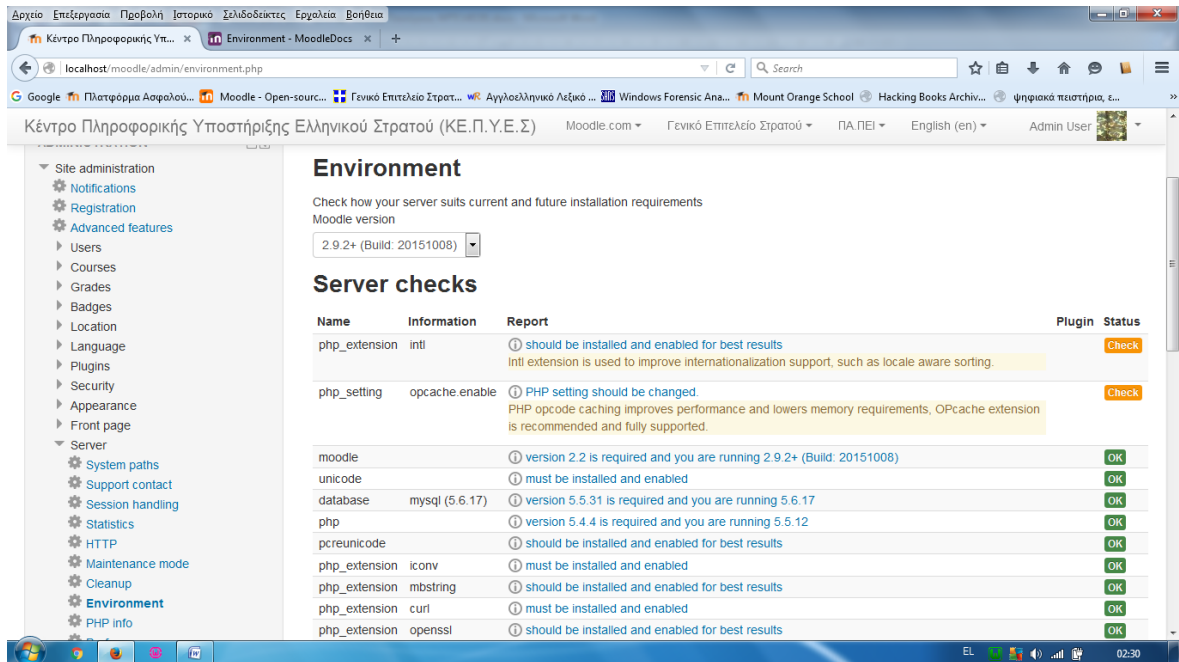 Αρχείο Επεξεργασία Προβολή Ιστορικό Σελιδοδείκτες Εργαλεία Βοήθεια
Κέντρο Πληροφορικής Υπ... × Environment - MoodleDocs × +
localhost/moodle/admin/environment.php Search
Google Πλατφόρμα Ασφαλού... Moodle - Open-sourc... Γενικό Επιτελείο Στρατ... wR Αγγλοελληνικό Λεξικό ... Windows Forensic Ana... Mount Orange School Hacking Books Archiv... ψηφιακά πειστήρια, ε... »
Κέντρο Πληροφορικής Υποστήριξης Ελληνικού Στρατού (ΚΕ.Π.Υ.Ε.Σ) Moodle.com Γενικό Επιτελείο Στρατού ΠΑ.ΠΕΙ English (en) Admin User
ADMINISTRATION
Site administration
Notifications
Registration
Advanced features
Users
Courses
Grades
Badges
Location
Language
Plugins
Security
Appearance
Front page
Server
System paths
Support contact
Session handling
Statistics
HTTP
Maintenance mode
Cleanup
Environment
PHP info
Environment
Check how your server suits current and future installation requirements
Moodle version
2.9.2+ (Build: 20151008)
Server checks
Name Information Report Plugin Status
php_extension intl should be installed and enabled for best results Check
Intl extension is used to improve internationalization support, such as locale aware sorting.
php_setting opcache.enable PHP setting should be changed. Check
PHP opcode caching improves performance and lowers memory requirements, OPcache extension
is recommended and fully supported.
moodle version 2.2 is required and you are running 2.9.2+ (Build: 20151008) OK
unicode must be installed and enabled OK
database mysql (5.6.17) version 5.5.31 is required and you are running 5.6.17 OK
php version 5.4.4 is required and you are running 5.5.12 OK
pcreunicode should be installed and enabled for best results OK
php_extension iconv must be installed and enabled OK
php_extension mbstring should be installed and enabled for best results OK
php_extension curl must be installed and enabled OK
php_extension openssl should be installed and enabled for best results OK
EL 02:30